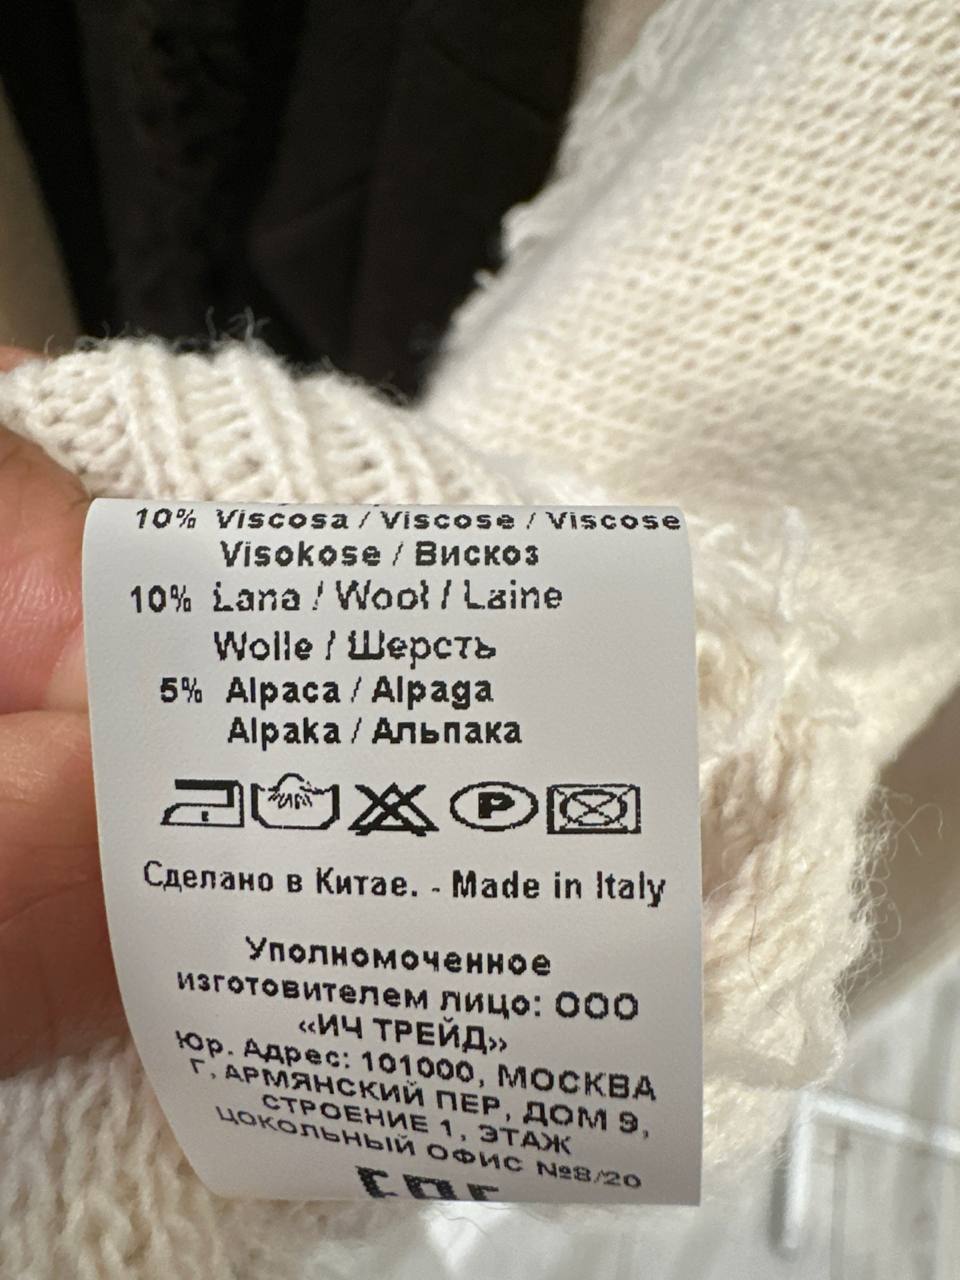 10% Viscosa / Viscose / Viscose
Visokose / Вискоз
10% Lana / Wool / Laine
Wolle / Шерсть
5% Alpaca / Alpaga
Alpaka / Альпака
P
Сделано в Китае. - Made in Italy
Уполномоченное
изготовителем лицо: ООО
«ИЧ ТРЕЙД»
Юр. Адрес: 101000, МОСКВА
Г, АРМЯНСКИЙ ПЕР, ДОМ 9,
СТРОЕНИЕ 1, ЭТАЖ
ЦОКОЛЬНЫЙ ОФИС №8/20